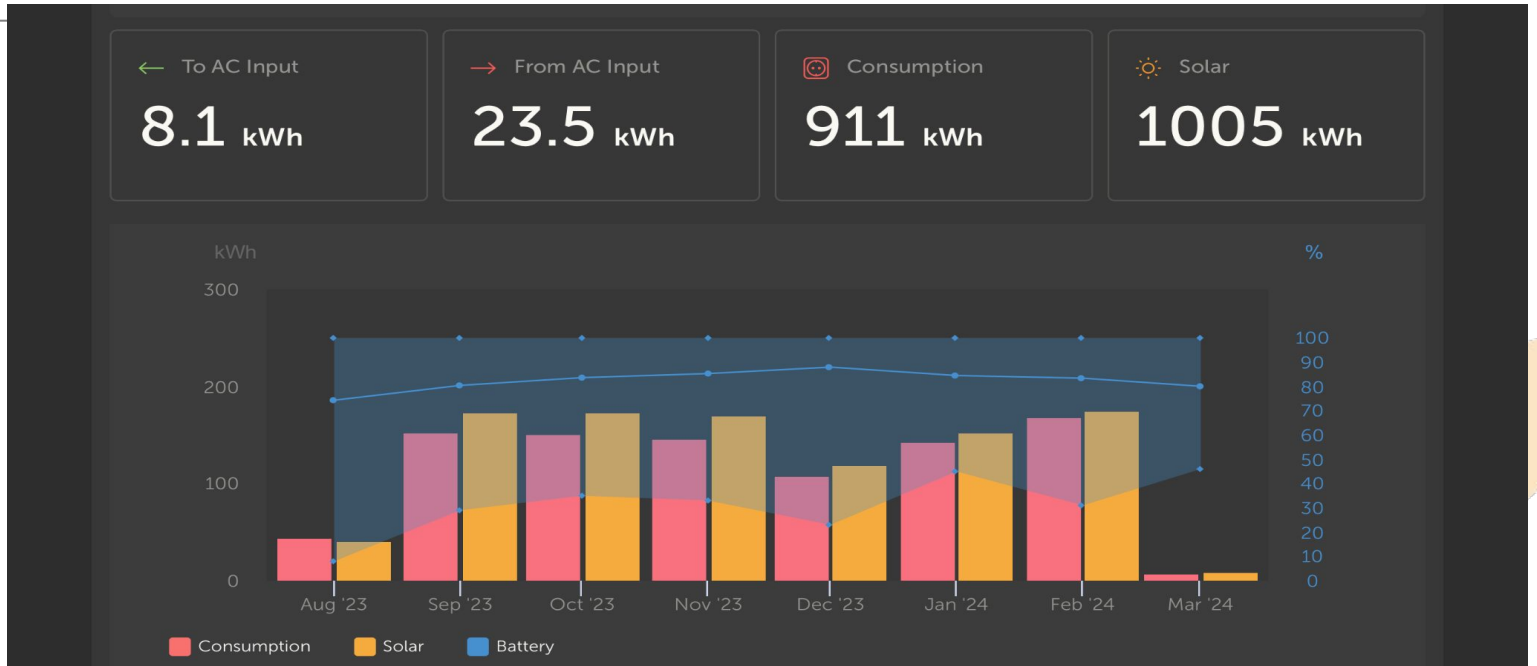 ← To AC Input
→ From AC Input
Consumption
Solar
8.1 kWh
23.5 kWh
911 kWh
1005 kWh
kWh
%
300
200
100
0
100
90
80
70
60
50
40
30
20
10
0
Aug '23
Sep '23
Oct '23
Nov '23
Dec '23
Jan '24
Feb '24
Mar '24
Consumption
Solar
Battery